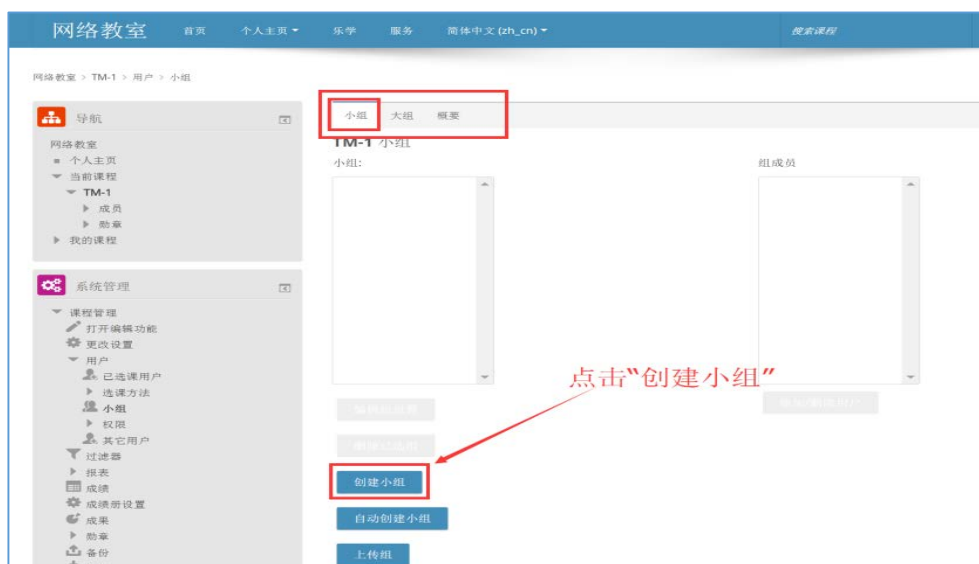 网络教室 首页 个人主页 乐学 服务 简体中文 (zh_cn) 搜索课程
网络教室 > TM-1 > 用户 > 小组
导航
网络教室
个人主页
当前课程
TM-1
成员
勋章
我的课程
系统管理
课程管理
打开编辑功能
更改设置
用户
已选课用户
选课方法
小组
权限
其它用户
过滤器
报表
成绩
成绩册设置
成果
勋章
备份
小组 大组 概要
TM-1 小组
小组:
组成员
点击“创建小组”
创建小组
自动创建小组
上传组